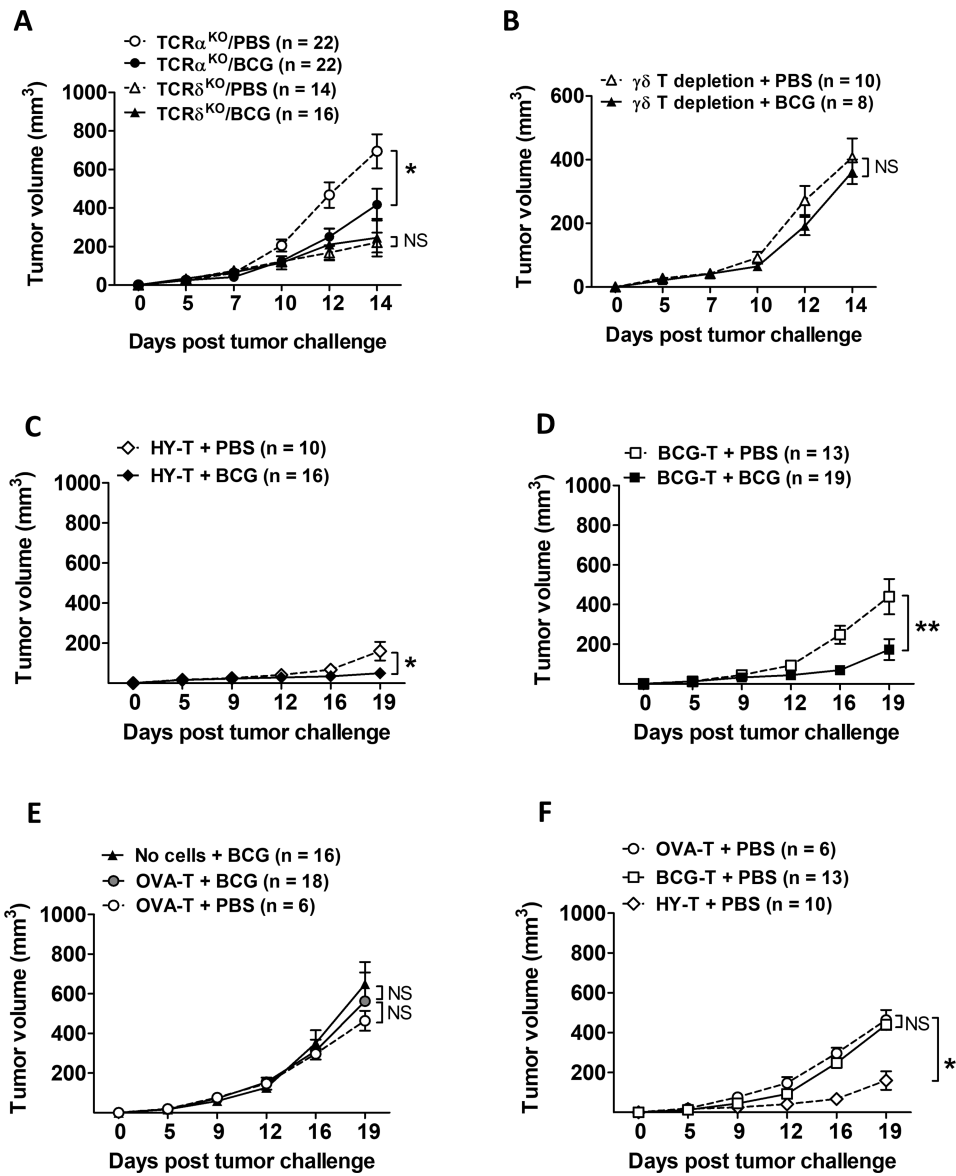 A
TCRα^KO/PBS (n = 22)
TCRα^KO/BCG (n = 22)
TCRδ^KO/PBS (n = 14)
TCRδ^KO/BCG (n = 16)
Tumor volume (mm³)
1000
800
600
400
200
0
*
NS
0 5 7 10 12 14
Days post tumor challenge
B
γδ T depletion + PBS (n = 10)
γδ T depletion + BCG (n = 8)
Tumor volume (mm³)
600
400
200
0
NS
0 5 7 10 12 14
Days post tumor challenge
C
HY-T + PBS (n = 10)
HY-T + BCG (n = 16)
Tumor volume (mm³)
1000
800
600
400
200
*
0 5 9 12 16 19
Days post tumor challenge
D
BCG-T + PBS (n = 13)
BCG-T + BCG (n = 19)
Tumor volume (mm³)
1000
800
600
400
200
**
0 5 9 12 16 19
Days post tumor challenge
E
No cells + BCG (n = 16)
OVA-T + BCG (n = 18)
OVA-T + PBS (n = 6)
Tumor volume (mm³)
1000
800
600
400
200
NS
NS
0 5 9 12 16 19
Days post tumor challenge
F
OVA-T + PBS (n = 6)
BCG-T + PBS (n = 13)
HY-T + PBS (n = 10)
Tumor volume (mm³)
1000
800
600
400
200
NS
*
0 5 9 12 16 19
Days post tumor challenge